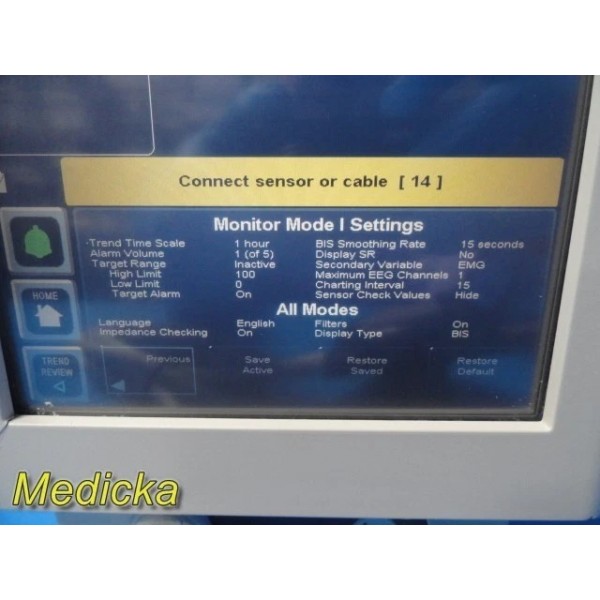 Connect sensor or cable [ 14 ]
Monitor Mode I Settings
Trend Time Scale 1 hour BIS Smoothing Rate 15 seconds
Alarm Volume 1 (of 5) Display SR No
Target Range Inactive Secondary Variable EMG
High Limit 100 Maximum EEG Channels 1
Low Limit 0 Charting Interval 15
Target Alarm On Sensor Check Values Hide
All Modes
Language English Filters On
Impedance Checking On Display Type BIS
HOME
TREND
REVIEW
Previous
Save
Active
Restore
Saved
Restore
Default
Medicka